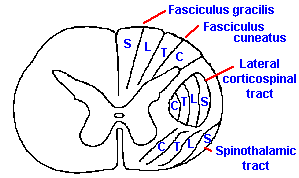 Fasciculus gracilis
Fasciculus
cuneatus
S L T C
Lateral
corticospinal
tract
C T L S
C T L S
Spinothalamic
tract